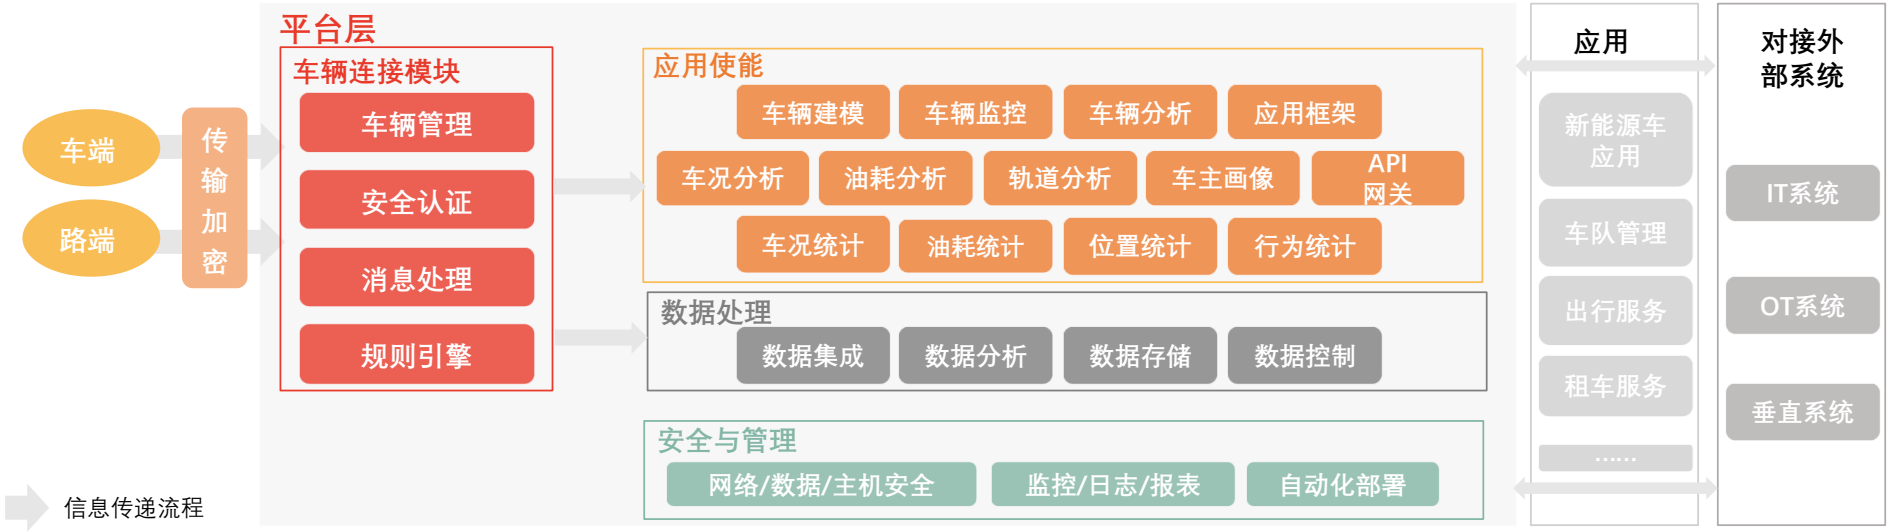 平台层
车辆连接模块
车辆管理
安全认证
消息处理
规则引擎
车端
路端
传
输
加
密
应用使能
车辆建模
车辆监控
车辆分析
应用框架
车况分析
油耗分析
轨道分析
车主画像
API
网关
车况统计
油耗统计
位置统计
行为统计
数据处理
数据集成
数据分析
数据存储
数据控制
安全与管理
网络/数据/主机安全
监控/日志/报表
自动化部署
应用
新能源车
应用
车队管理
出行服务
租车服务
……
对接外
部系统
IT系统
OT系统
垂直系统
信息传递流程